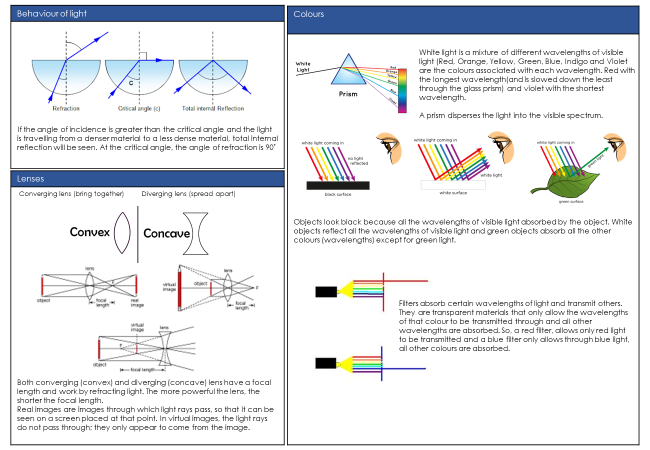 Behaviour of light
C
Refraction
Critical angle (c)
Total internal Reflection
If the angle of incidence is greater than the critical angle and the light
is travelling from a denser material to a less dense material, total internal
reflection will be seen. At the critical angle, the angle of refraction is 90°
Lenses
Converging lens (bring together)
Diverging lens (spread apart)
Convex
Concave
lens
object
focal
length
real
image
virtual
image
object
lens
focal
length
F
virtual
image
lens
object
focal length
Both converging (convex) and diverging (concave) lens have a focal
length and work by refracting light. The more powerful the lens, the
shorter the focal length.
Real images are images through which light rays pass, so that it can be
seen on a screen placed at that point. In virtual images, the light rays
do not pass through; they only appear to come from the image.
Colours
White
Light
Prism
White light is a mixture of different wavelengths of visible
light (Red, Orange, Yellow, Green, Blue, Indigo and Violet
are the colours associated with each wavelength. Red with
the longest wavelength(and is slowed down the least
through the glass prism) and violet with the shortest
wavelength.
A prism disperses the light into the visible spectrum.
white light coming in
no light
reflected
black surface
white light coming in
white light
white surface
white light coming in
green light
green surface
Objects look black because all the wavelengths of visible light absorbed by the object. White
objects reflect all the wavelengths of visible light and green objects absorb all the other
colours (wavelengths) except for green light.
Filters absorb certain wavelengths of light and transmit others.
They are transparent materials that only allow the wavelengths
of that colour to be transmitted through and all other
wavelengths are absorbed. So, a red filter, allows only red light
to be transmitted and a blue filter only allows through blue light,
all other colours are absorbed.